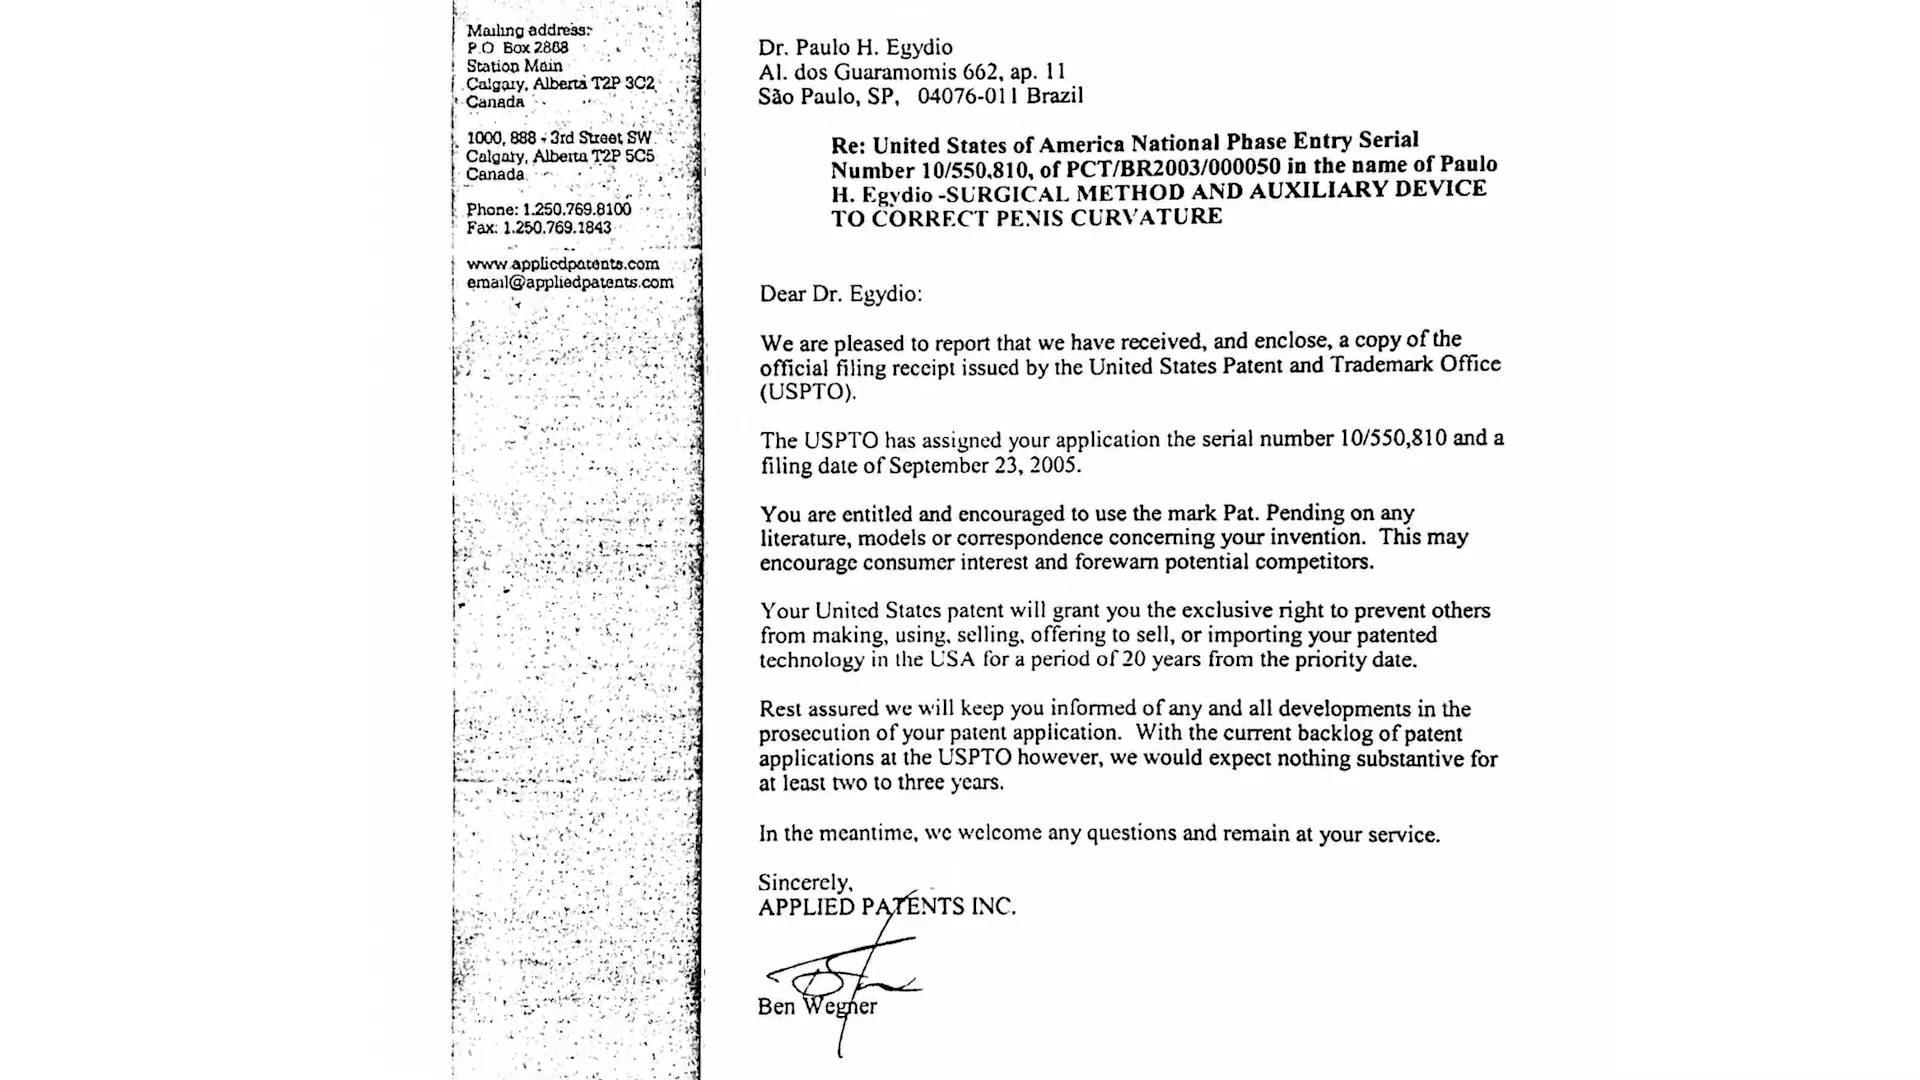 Mailing address:
P.O. Box 2868
Station Main
Calgary, Alberta T2P 3C2
Canada
1000, 888 - 3rd Street SW
Calgary, Alberta T2P 5C5
Canada
Phone: 1.250.769.8100
Fax: 1.250.769.1843
www.appliedpatents.com
email@appliedpatents.com
Dr. Paulo H. Egydio
Al. dos Guaramomis 662, ap. 11
São Paulo, SP, 04076-011 Brazil
Re: United States of America National Phase Entry Serial
Number 10/550,810, of PCT/BR2003/000050 in the name of Paulo
H. Egydio -SURGICAL METHOD AND AUXILIARY DEVICE
TO CORRECT PENIS CURVATURE
Dear Dr. Egydio:
We are pleased to report that we have received, and enclose, a copy of the
official filing receipt issued by the United States Patent and Trademark Office
(USPTO).
The USPTO has assigned your application the serial number 10/550,810 and a
filing date of September 23, 2005.
You are entitled and encouraged to use the mark Pat. Pending on any
literature, models or correspondence concerning your invention. This may
encourage consumer interest and forewarn potential competitors.
Your United States patent will grant you the exclusive right to prevent others
from making, using, selling, offering to sell, or importing your patented
technology in the USA for a period of 20 years from the priority date.
Rest assured we will keep you informed of any and all developments in the
prosecution of your patent application. With the current backlog of patent
applications at the USPTO however, we would expect nothing substantive for
at least two to three years.
In the meantime, we welcome any questions and remain at your service.
Sincerely,
APPLIED PATENTS INC.
Ben Wegner